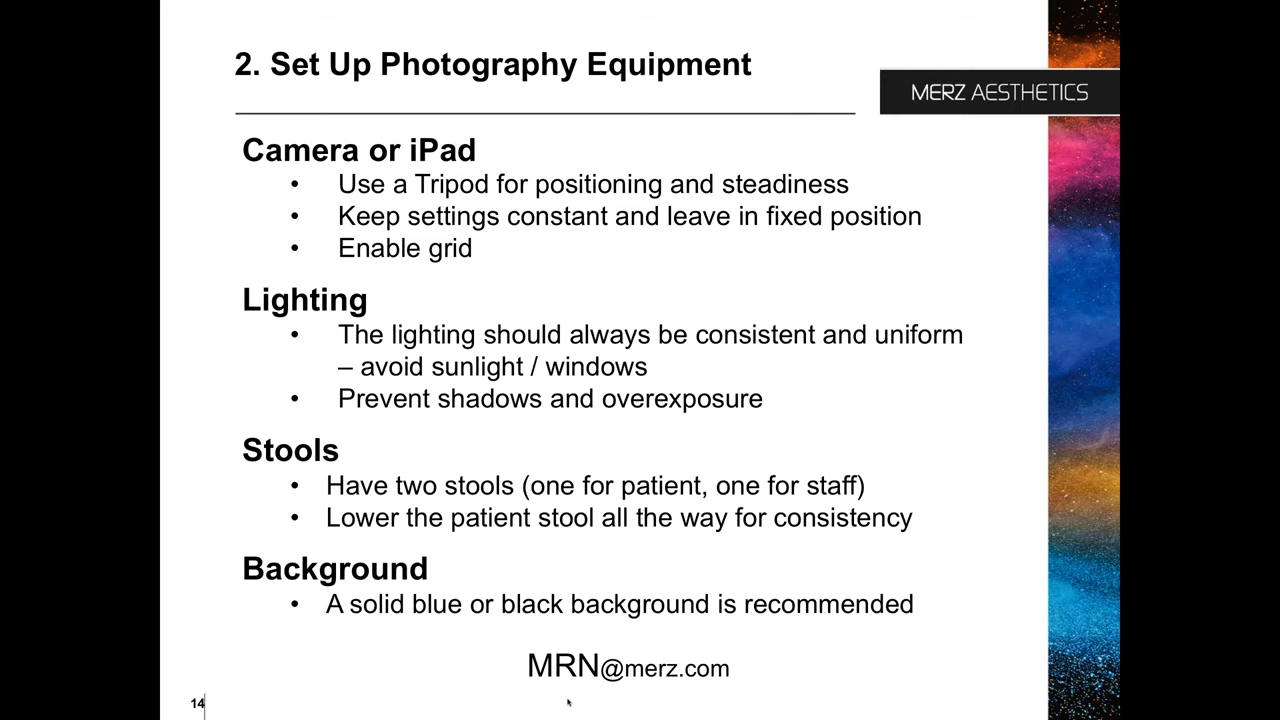 2. Set Up Photography Equipment
MERZ AESTHETICS
Camera or iPad
• Use a Tripod for positioning and steadiness
• Keep settings constant and leave in fixed position
• Enable grid
Lighting
• The lighting should always be consistent and uniform
– avoid sunlight / windows
• Prevent shadows and overexposure
Stools
• Have two stools (one for patient, one for staff)
• Lower the patient stool all the way for consistency
Background
• A solid blue or black background is recommended
MRN@merz.com
14